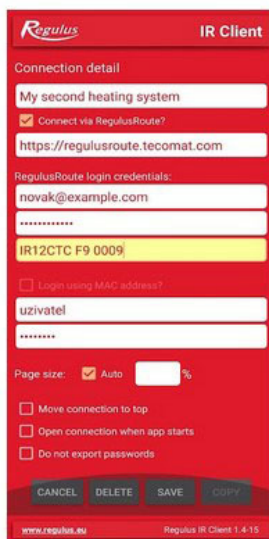 Regulus
IR Client
Connection detail
My second heating system
Connect via RegulusRoute?
https://regulusroute.tecomat.com
RegulusRoute login credentials:
novak@example.com
••••••••••••
IR12CTC F9 0009
Login using MAC address?
uzivatel
••••••••
Page size: Auto %
Move connection to top
Open connection when app starts
Do not export passwords
CANCEL DELETE SAVE COPY
www.regulus.eu Regulus IR Client 1.4-15